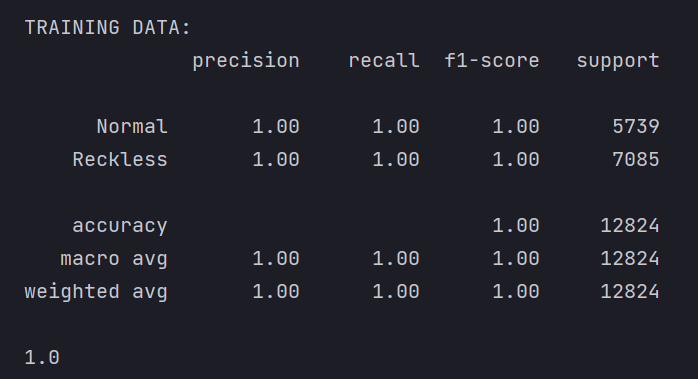 TRAINING DATA:
precision recall f1-score support
Normal 1.00 1.00 1.00 5739
Reckless 1.00 1.00 1.00 7085
accuracy 1.00 12824
macro avg 1.00 1.00 1.00 12824
weighted avg 1.00 1.00 1.00 12824
1.0